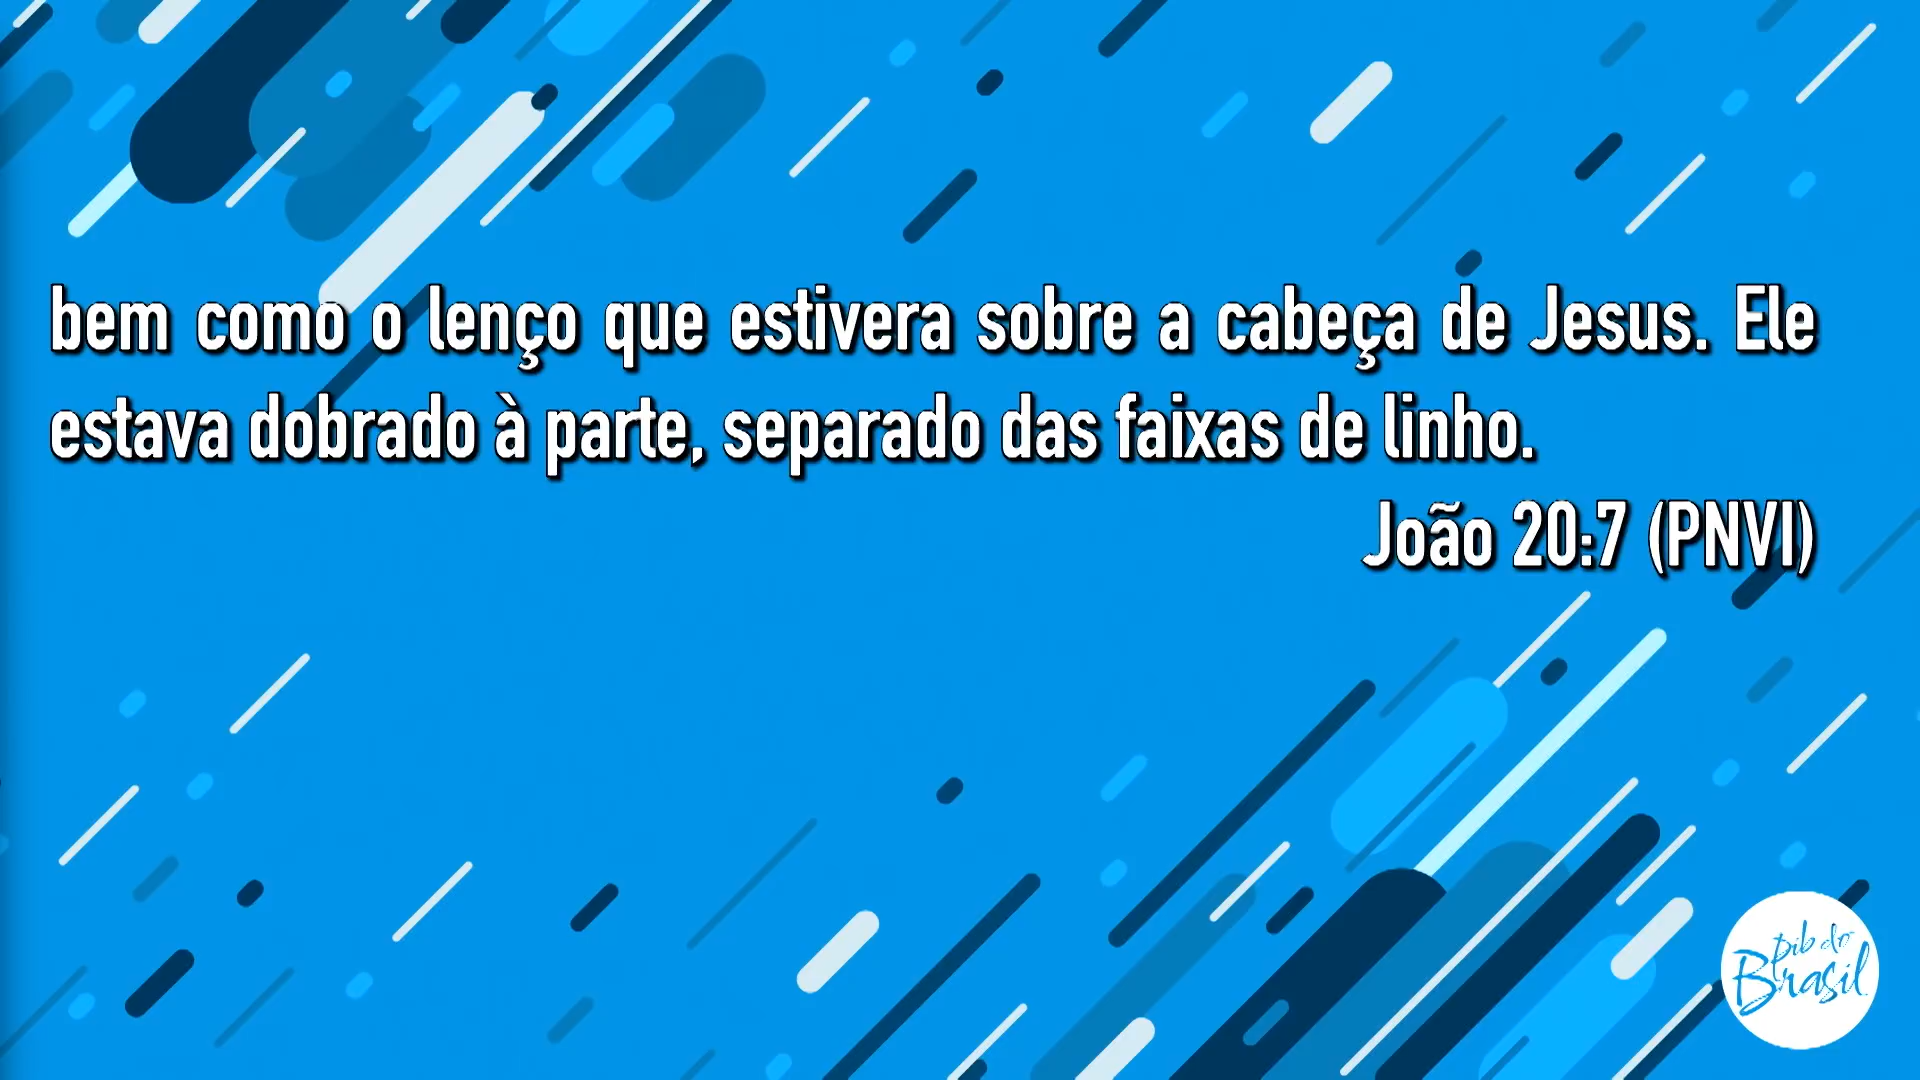 bem como o lenço que estivera sobre a cabeça de Jesus. Ele
estava dobrado à parte, separado das faixas de linho.
João 20:7 (PNVI)
pib do
Brasil